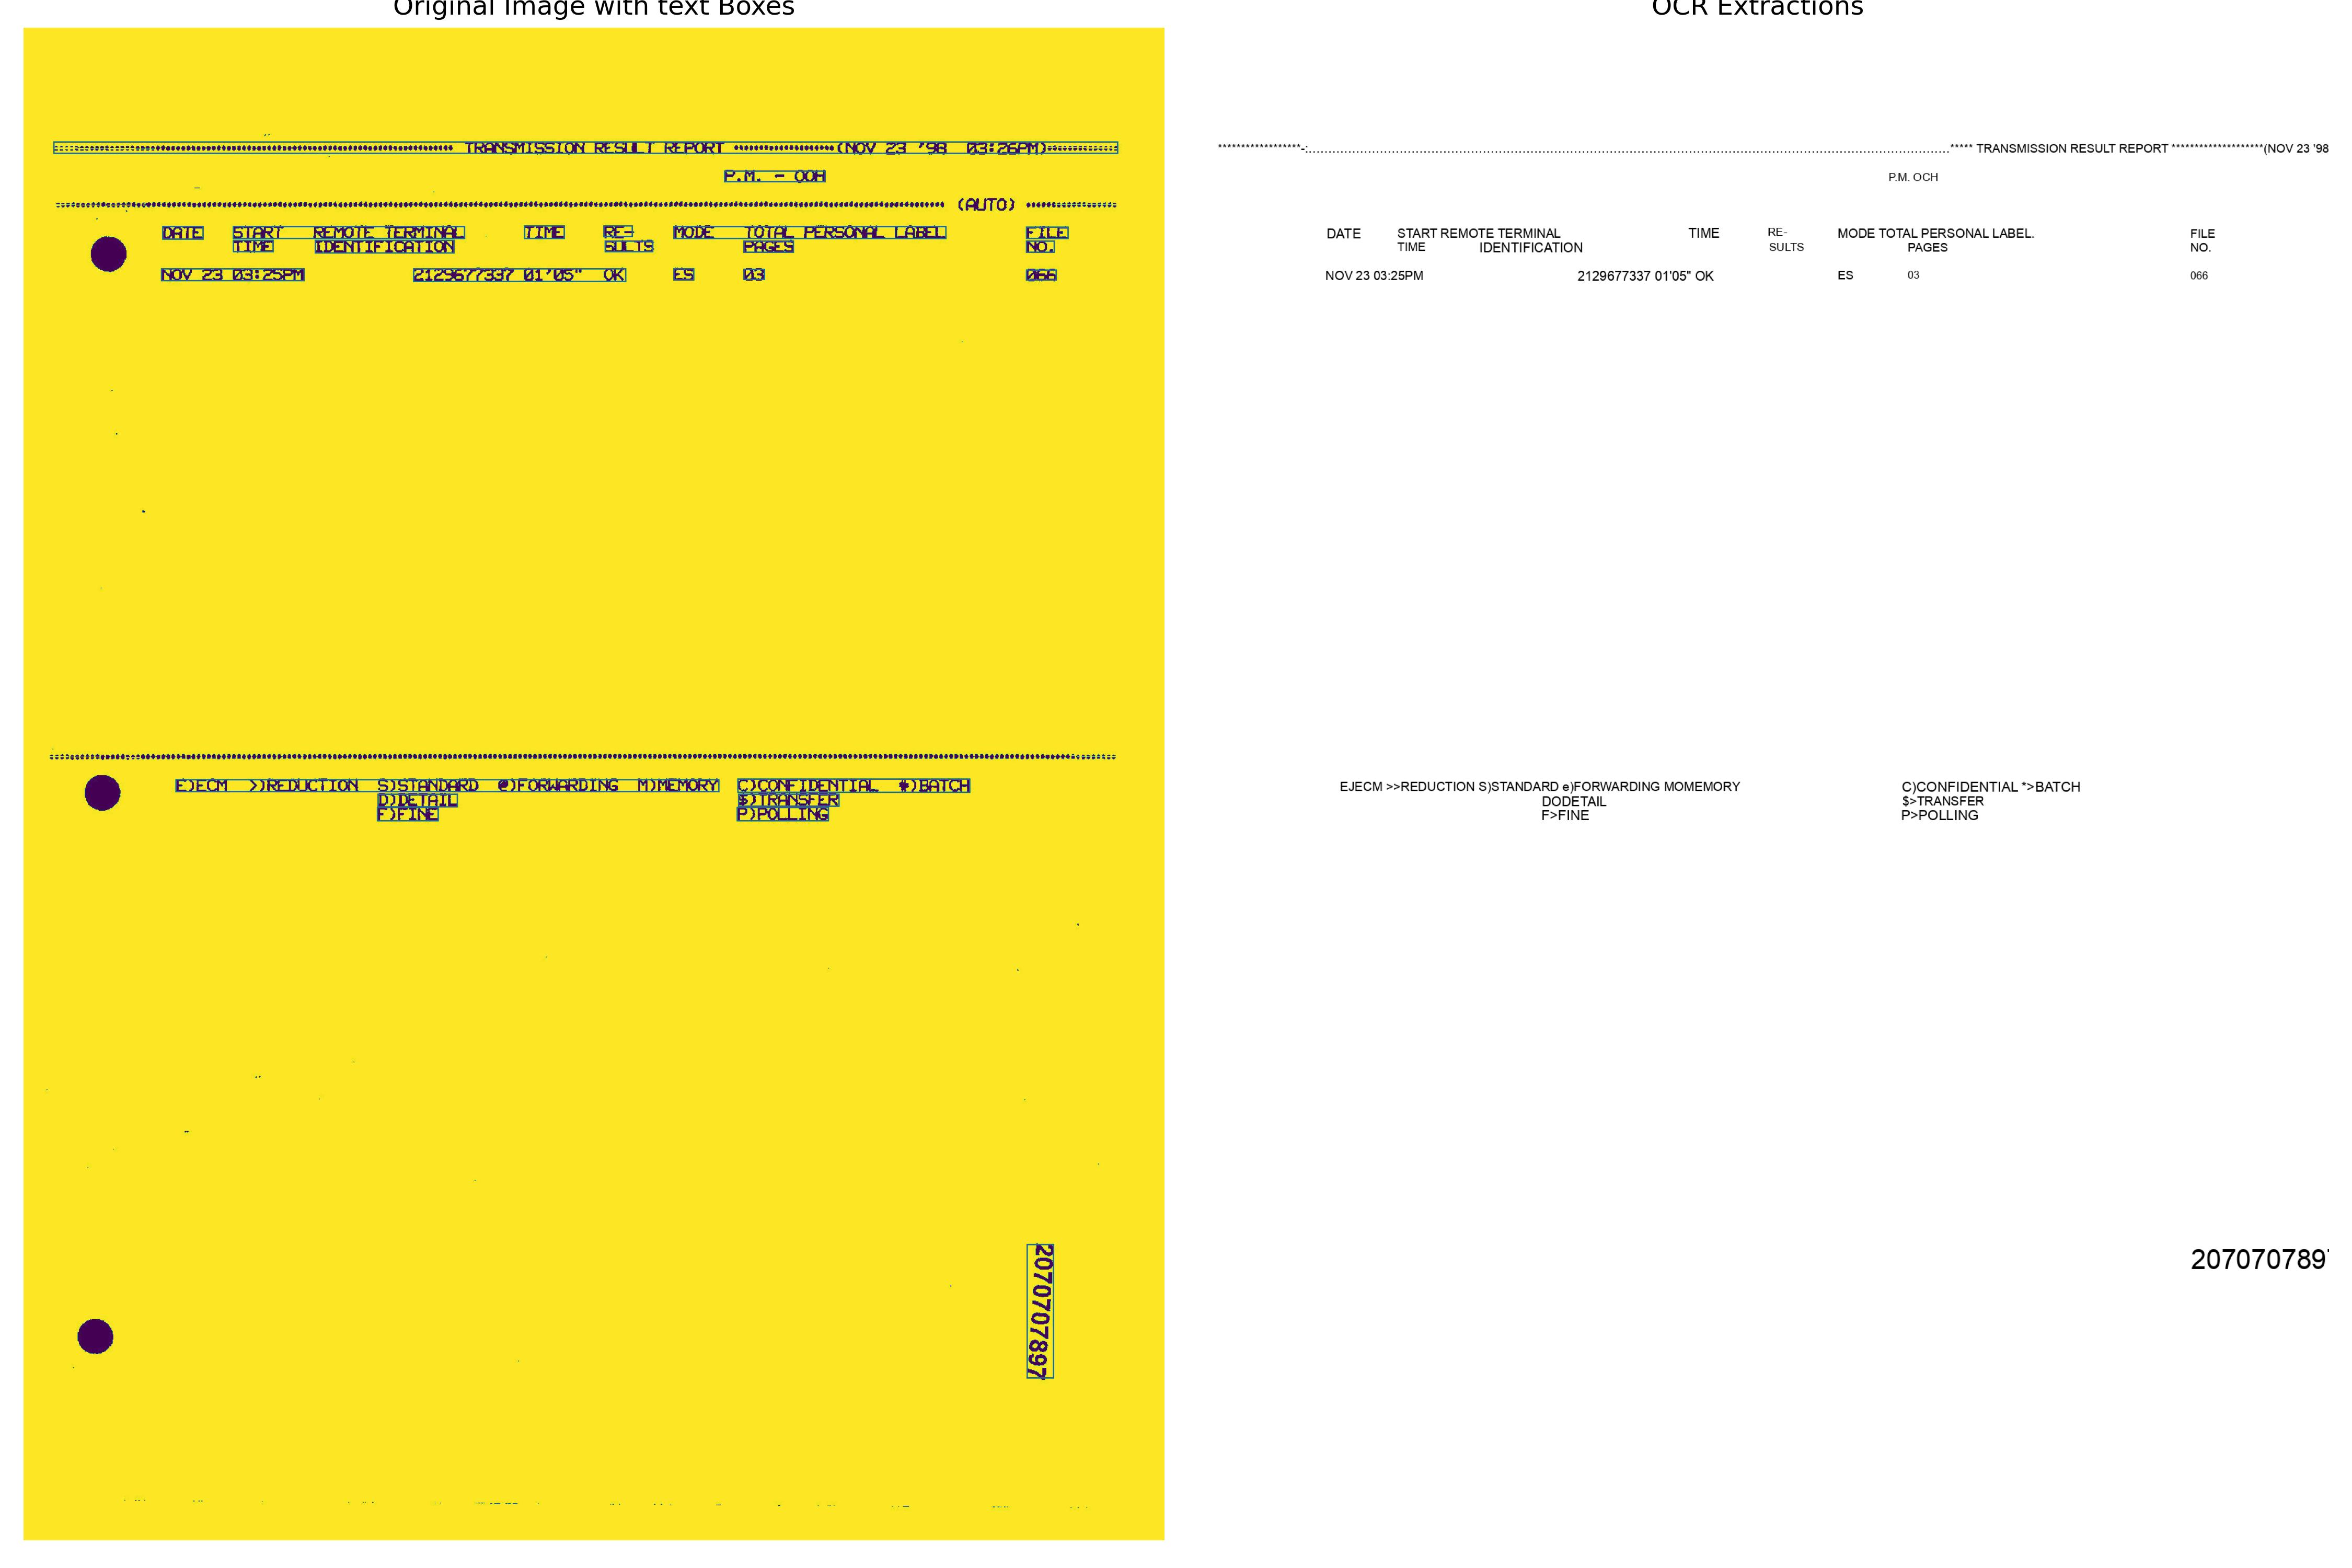 Original Image with text Boxes
******************************************************* TRANSMISSION RESULT REPORT ********************(NOV 23 '98 03:26PM)**************
P.M. - OOH
(AUTO)
DATE START REMOTE TERMINAL TIME RE- MODE TOTAL PERSONAL LABEL FILE
TIME IDENTIFICATION SULTS PAGES NO.
NOV 23 03:25PM 2129677337 01'05" OK ES 03 066
E)ECM >)REDUCTION S)STANDARD @)FORWARDING M)MEMORY C)CONFIDENTIAL #)BATCH
D)DETAIL $)TRANSFER
F)FINE P)POLLING
2070707897
OCR Extractions
***** TRANSMISSION RESULT REPORT ********************(NOV 23 '98
P.M. OCH
DATE START REMOTE TERMINAL TIME RE- MODE TOTAL PERSONAL LABEL. FILE
TIME IDENTIFICATION SULTS PAGES NO.
NOV 23 03:25PM 2129677337 01'05" OK ES 03 066
EJECM >>REDUCTION S)STANDARD e)FORWARDING MOMEMORY C)CONFIDENTIAL *>BATCH
DODETAIL $>TRANSFER
F>FINE P>POLLING
207070789